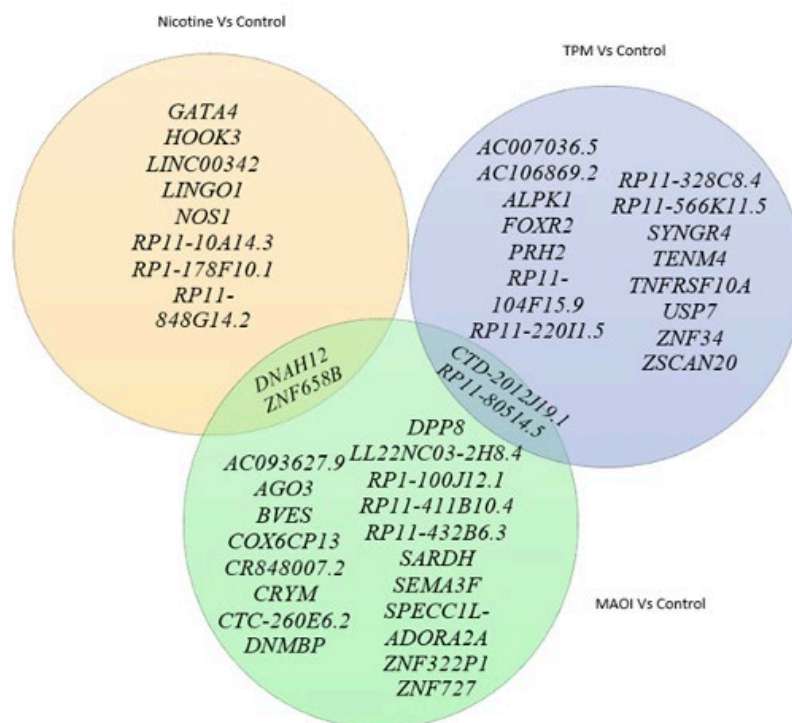 Nicotine Vs Control
TPM Vs Control
GATA4
HOOK3
LINC00342
LINGO1
NOS1
RP11-10A14.3
RP1-178F10.1
RP11-
848G14.2
AC007036.5
AC106869.2
ALPK1
FOXR2
PRH2
RP11-
104F15.9
RP11-220I1.5
RP11-328C8.4
RP11-566K11.5
SYNGR4
TENM4
TNFRSF10A
USP7
ZNF34
ZSCAN20
DNAH12
ZNF658B
CTD-2012J19.1
RP11-80514.5
AC093627.9
AGO3
BVES
COX6CP13
CR848007.2
CRYM
CTC-260E6.2
DNMBP
DPP8
LL22NC03-2H8.4
RP1-100J12.1
RP11-411B10.4
RP11-432B6.3
SARDH
SEMA3F
SPECC1L-
ADORA2A
ZNF322P1
ZNF727
MAOI Vs Control